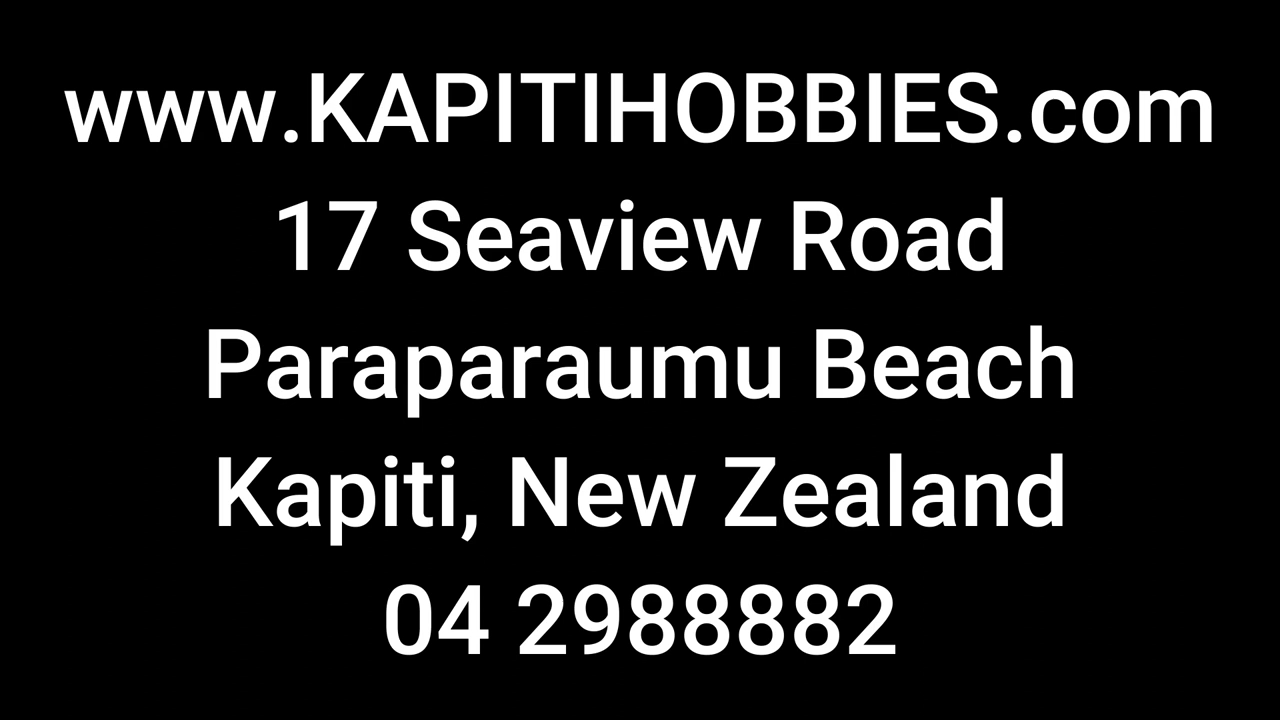 www.KAPITIHOBBIES.com
17 Seaview Road
Paraparaumu Beach
Kapiti, New Zealand
04 2988882